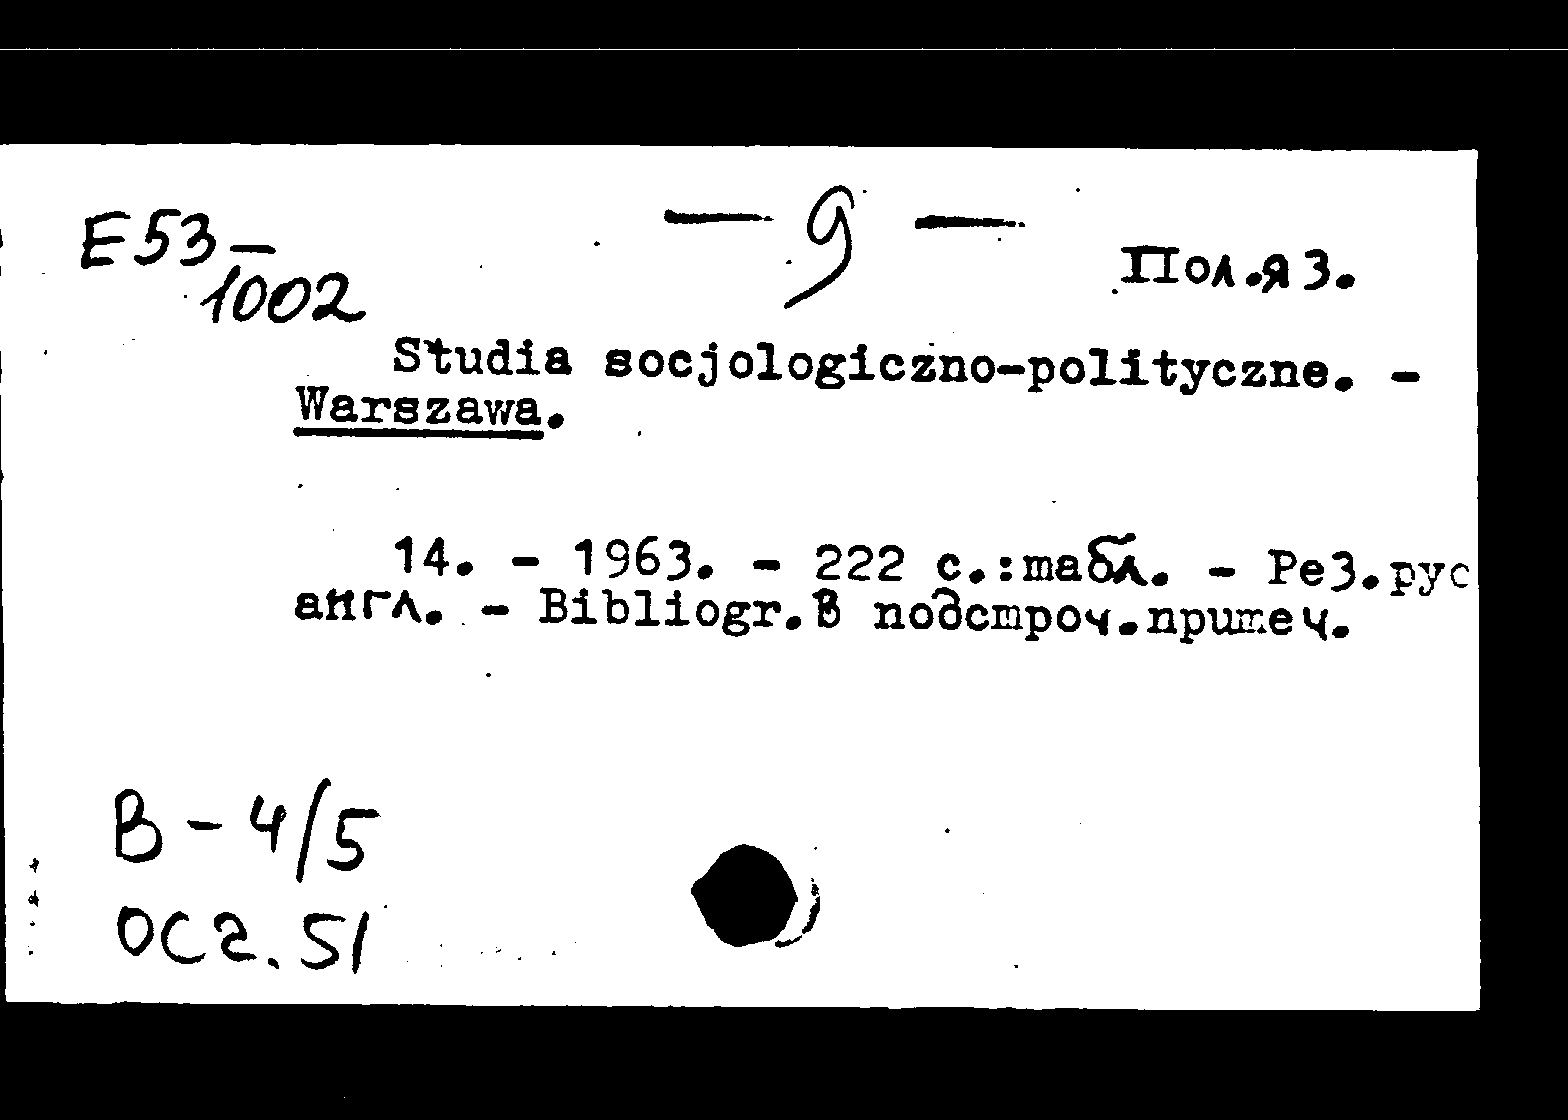 — 9 —
E53-
1002
Пол.яз.
Studia socjologiczno-polityczne. -
Warszawa.
14. - 1963. - 222 с.:табл. - Рез.рус
англ. - Bibliogr.в подстроч.примеч.
В - 4/5
ОСг. 51